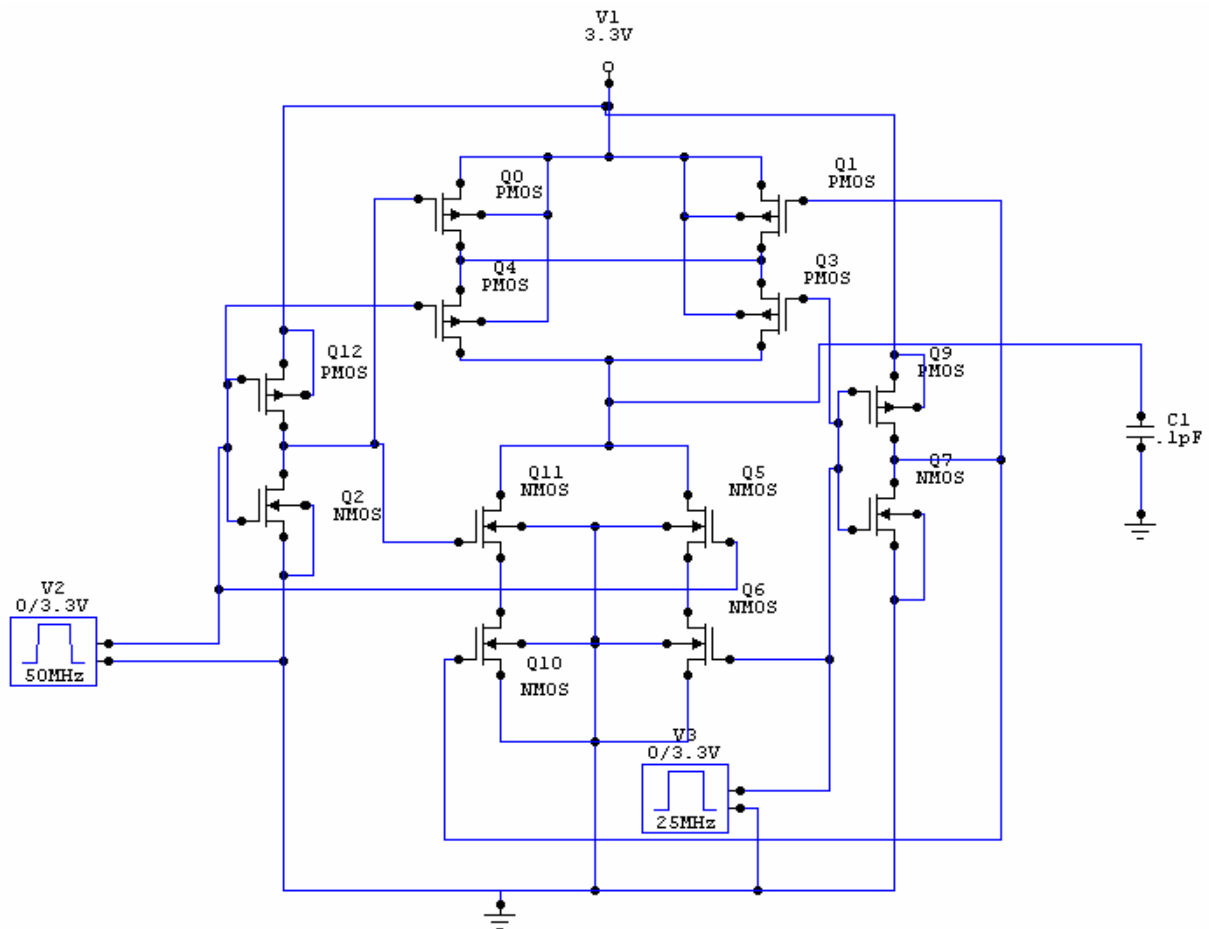 V1
3.3V
Q0
PMOS
Q1
PMOS
Q4
PMOS
Q3
PMOS
Q12
PMOS
Q9
PMOS
C1
.1pF
Q11
NMOS
Q5
NMOS
Q7
NMOS
Q2
NMOS
V2
0/3.3V
50MHz
Q6
NMOS
Q10
NMOS
V3
0/3.3V
25MHz